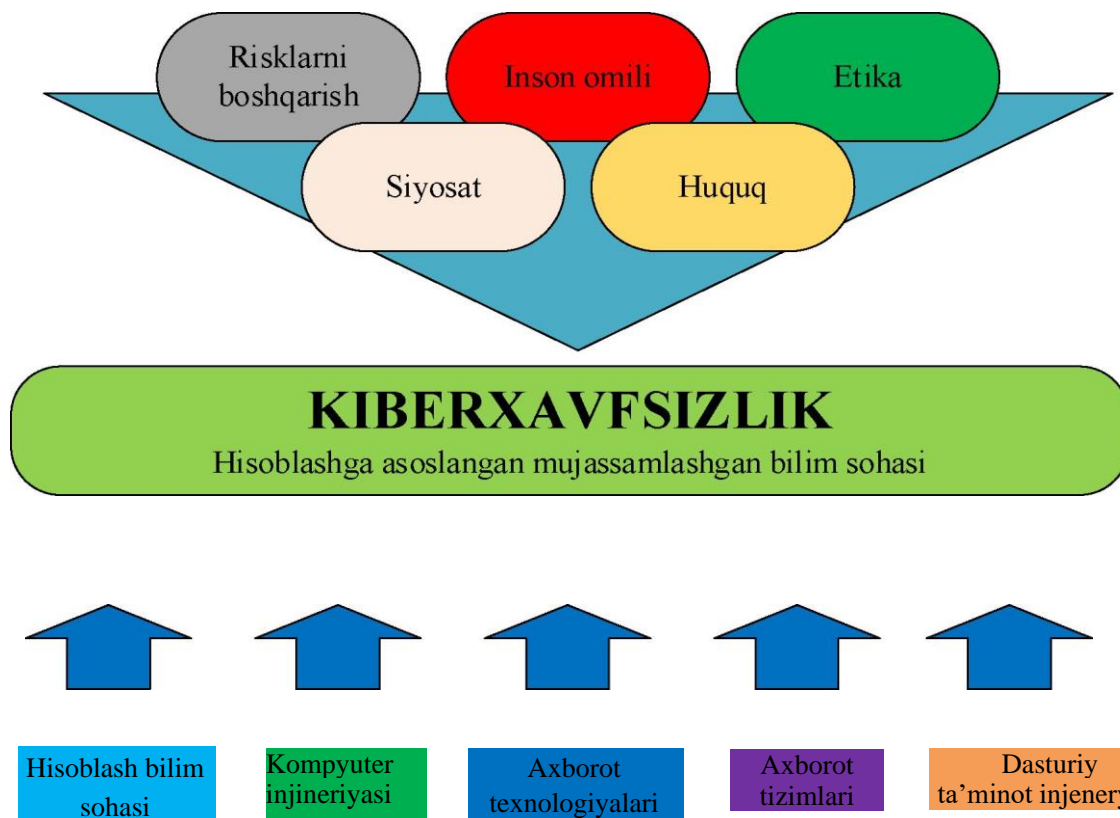 Risklarni
boshqarish
Inson omili
Etika
Siyosat
Huquq
KIBERXAVFSIZLIK
Hisoblashga asoslangan mujassamlashgan bilim sohasi
Hisoblash bilim
sohasi
Kompyuter
injineriyasi
Axborot
texnologiyalari
Axborot
tizimlari
Dasturiy
ta’minot injenery